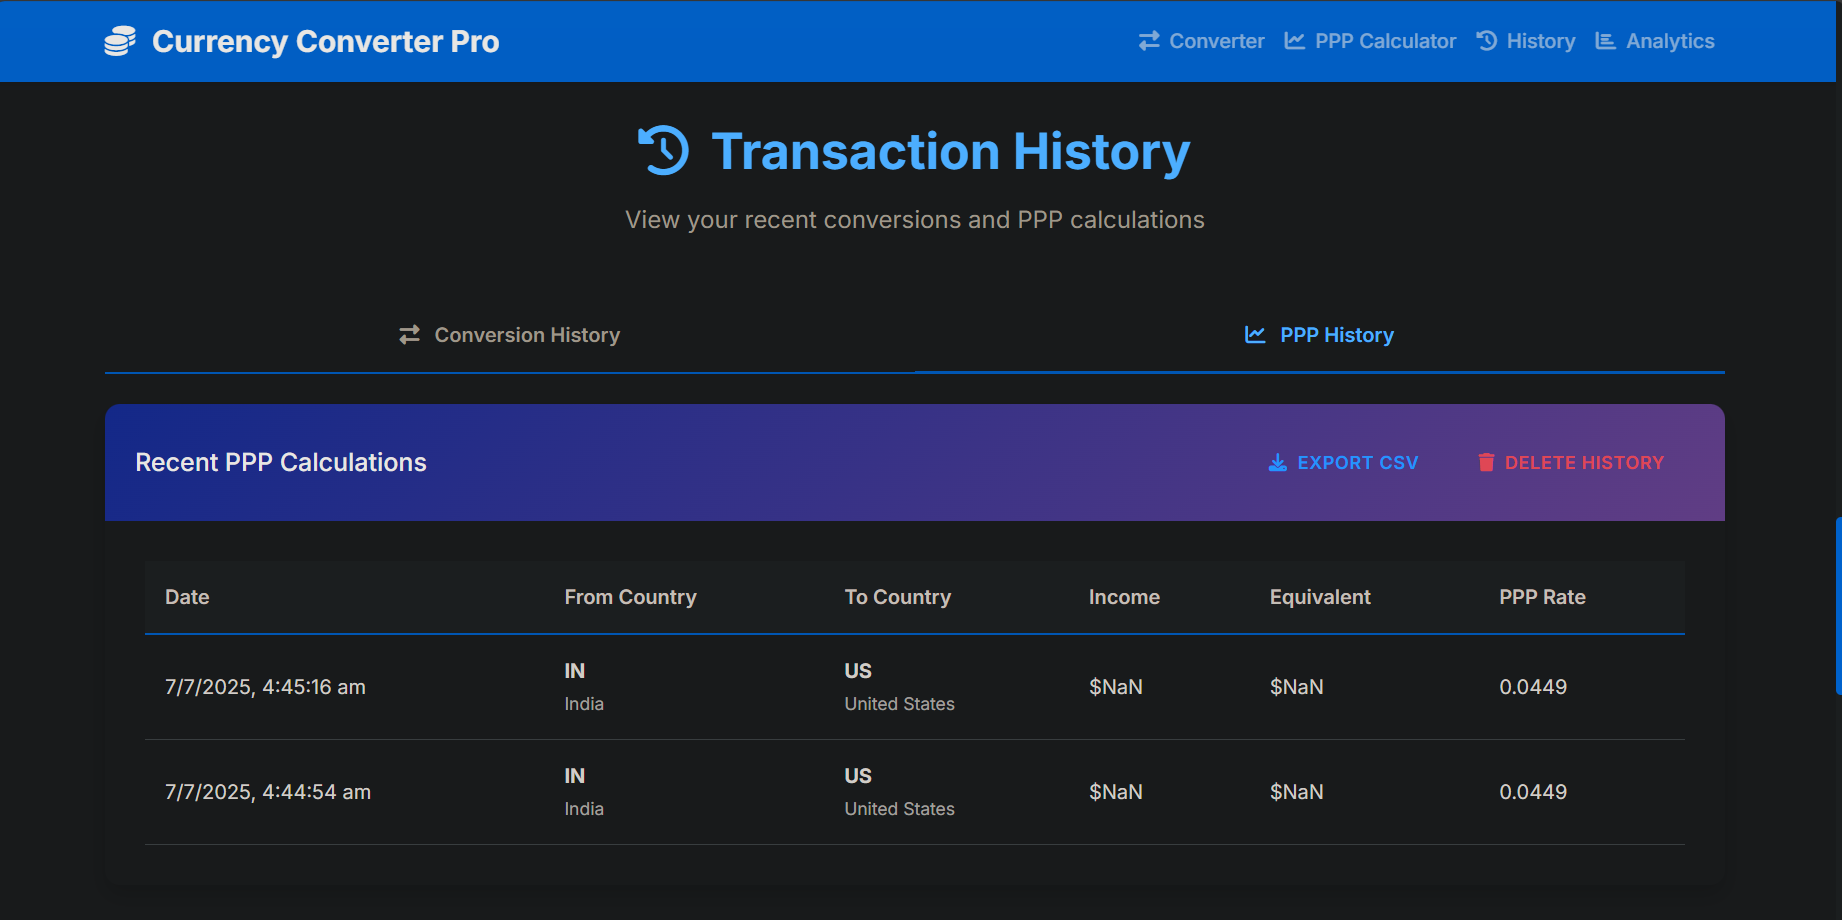 Currency Converter Pro
Converter PPP Calculator History Analytics
Transaction History
View your recent conversions and PPP calculations
Conversion History
PPP History
Recent PPP Calculations
EXPORT CSV
DELETE HISTORY
Date From Country To Country Income Equivalent PPP Rate
7/7/2025, 4:45:16 am IN US $NaN $NaN 0.0449
India United States
7/7/2025, 4:44:54 am IN US $NaN $NaN 0.0449
India United States